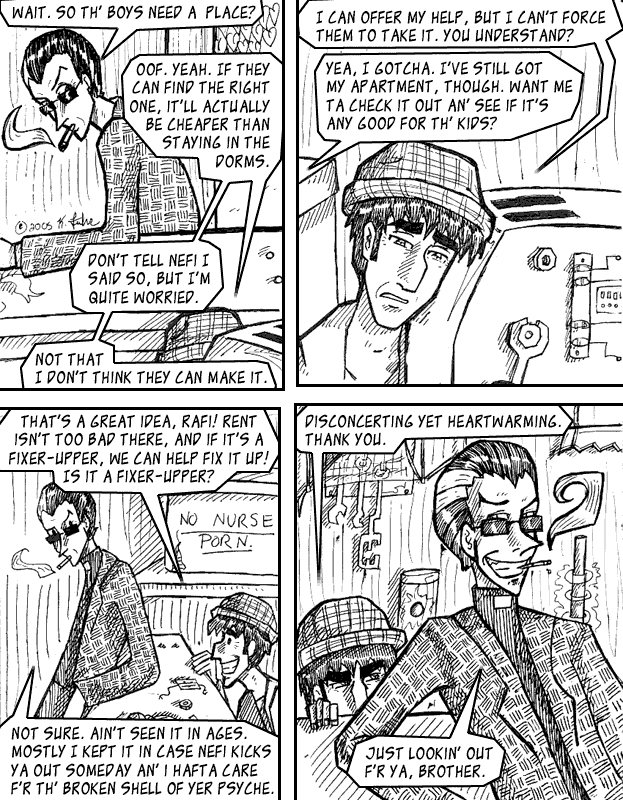 WAIT. SO TH' BOYS NEED A PLACE?
OOF. YEAH. IF THEY
CAN FIND THE RIGHT
ONE, IT'LL ACTUALLY
BE CHEAPER THAN
STAYING IN THE
DORMS.
© 2005 K.
DON'T TELL NEFI I
SAID SO, BUT I'M
QUITE WORRIED.
NOT THAT
I DON'T THINK THEY CAN MAKE IT.
I CAN OFFER MY HELP, BUT I CAN'T FORCE
THEM TO TAKE IT. YOU UNDERSTAND?
YEA, I GOTCHA. I'VE STILL GOT
MY APARTMENT, THOUGH. WANT ME
TA CHECK IT OUT AN' SEE IF IT'S
ANY GOOD FOR TH' KIDS?
THAT'S A GREAT IDEA, RAFI! RENT
ISN'T TOO BAD THERE, AND IF IT'S A
FIXER-UPPER, WE CAN HELP FIX IT UP!
IS IT A FIXER-UPPER?
NO NURSE
PORN.
NOT SURE. AIN'T SEEN IT IN AGES.
MOSTLY I KEPT IT IN CASE NEFI KICKS
YA OUT SOMEDAY AN' I HAFTA CARE
F'R TH' BROKEN SHELL OF YER PSYCHE.
DISCONCERTING YET HEARTWARMING.
THANK YOU.
JUST LOOKIN' OUT
F'R YA, BROTHER.